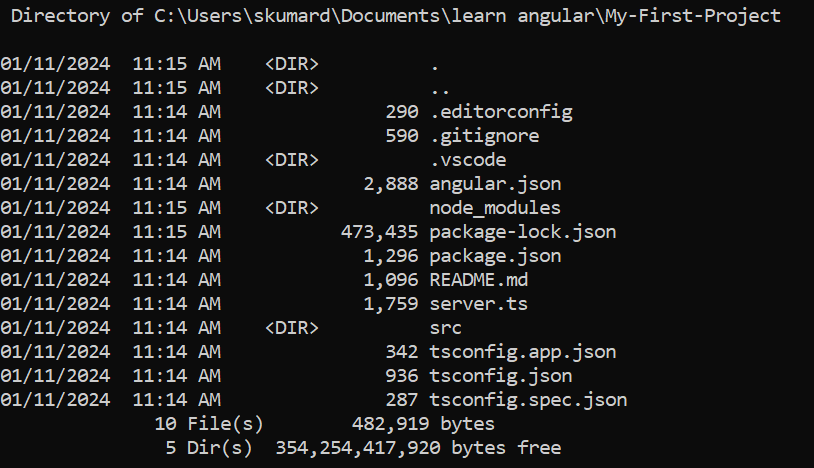 Directory of C:\Users\skumard\Documents\learn angular\My-First-Project
01/11/2024  11:15 AM    <DIR>          .
01/11/2024  11:15 AM    <DIR>          ..
01/11/2024  11:14 AM               290 .editorconfig
01/11/2024  11:14 AM               590 .gitignore
01/11/2024  11:14 AM    <DIR>          .vscode
01/11/2024  11:14 AM             2,888 angular.json
01/11/2024  11:15 AM    <DIR>          node_modules
01/11/2024  11:15 AM           473,435 package-lock.json
01/11/2024  11:14 AM             1,296 package.json
01/11/2024  11:14 AM             1,096 README.md
01/11/2024  11:14 AM             1,759 server.ts
01/11/2024  11:14 AM    <DIR>          src
01/11/2024  11:14 AM               342 tsconfig.app.json
01/11/2024  11:14 AM               936 tsconfig.json
01/11/2024  11:14 AM               287 tsconfig.spec.json
              10 File(s)        482,919 bytes
               5 Dir(s)  354,254,417,920 bytes free